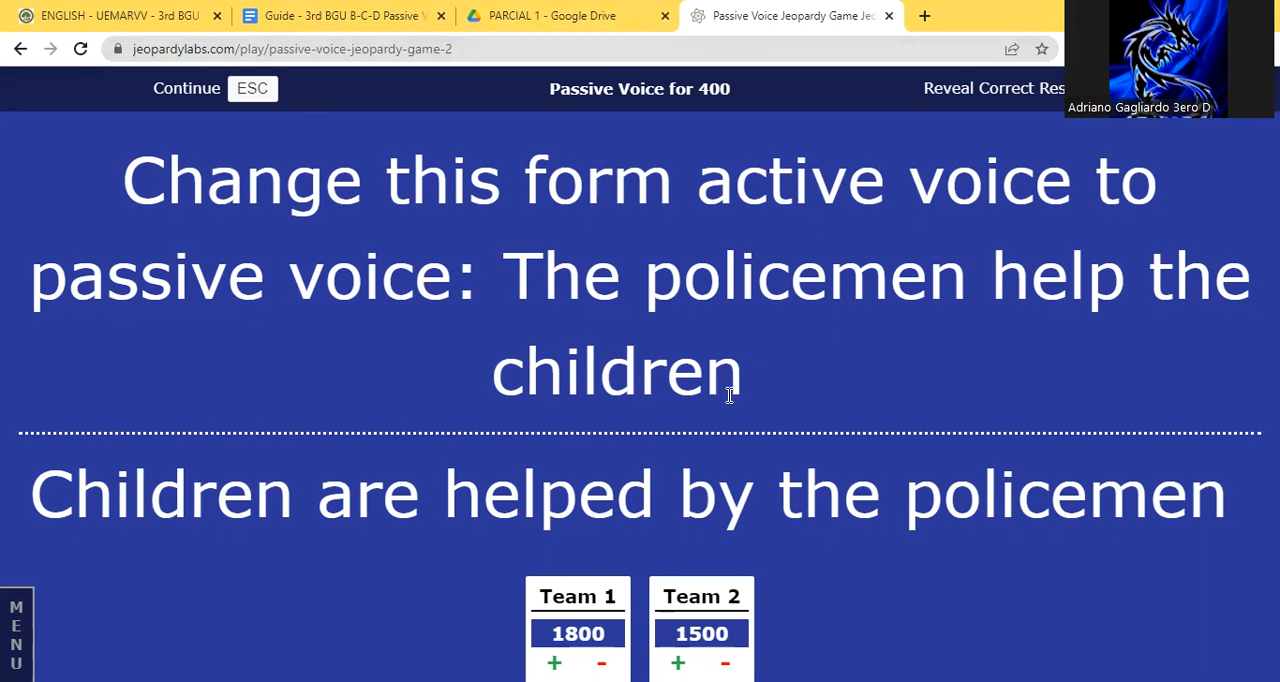 ENGLISH - UEMARVV - 3rd BGU
Guide - 3rd BGU B-C-D Passive V
PARCIAL 1 - Google Drive
Passive Voice Jeopardy Game Jeo
jeopardylabs.com/play/passive-voice-jeopardy-game-2
Continue ESC
Passive Voice for 400
Reveal Correct Res
Adriano Gagliardo 3ero D
Change this form active voice to
passive voice: The policemen help the
children
Children are helped by the policemen
MENU
Team 1
1800
+ -
Team 2
1500
+ -